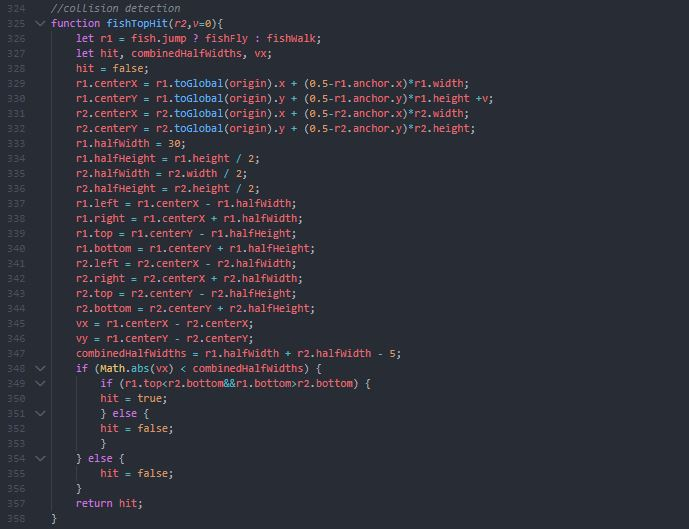 324 //collision detection
325 function fishTopHit(r2,v=0){
326 let r1 = fish.jump ? fishFly : fishWalk;
327 let hit, combinedHalfWidths, vx;
328 hit = false;
329 r1.centerX = r1.toGlobal(origin).x + (0.5-r1.anchor.x)*r1.width;
330 r1.centerY = r1.toGlobal(origin).y + (0.5-r1.anchor.y)*r1.height +v;
331 r2.centerX = r2.toGlobal(origin).x + (0.5-r2.anchor.x)*r2.width;
332 r2.centerY = r2.toGlobal(origin).y + (0.5-r2.anchor.y)*r2.height;
333 r1.halfWidth = 30;
334 r1.halfHeight = r1.height / 2;
335 r2.halfWidth = r2.width / 2;
336 r2.halfHeight = r2.height / 2;
337 r1.left = r1.centerX - r1.halfWidth;
338 r1.right = r1.centerX + r1.halfWidth;
339 r1.top = r1.centerY - r1.halfHeight;
340 r1.bottom = r1.centerY + r1.halfHeight;
341 r2.left = r2.centerX - r2.halfWidth;
342 r2.right = r2.centerX + r2.halfWidth;
343 r2.top = r2.centerY - r2.halfHeight;
344 r2.bottom = r2.centerY + r2.halfHeight;
345 vx = r1.centerX - r2.centerX;
346 vy = r1.centerY - r2.centerY;
347 combinedHalfWidths = r1.halfWidth + r2.halfWidth - 5;
348 if (Math.abs(vx) < combinedHalfWidths) {
349 if (r1.top<r2.bottom&&r1.bottom>r2.bottom) {
350 hit = true;
351 } else {
352 hit = false;
353 }
354 } else {
355 hit = false;
356 }
357 return hit;
358 }